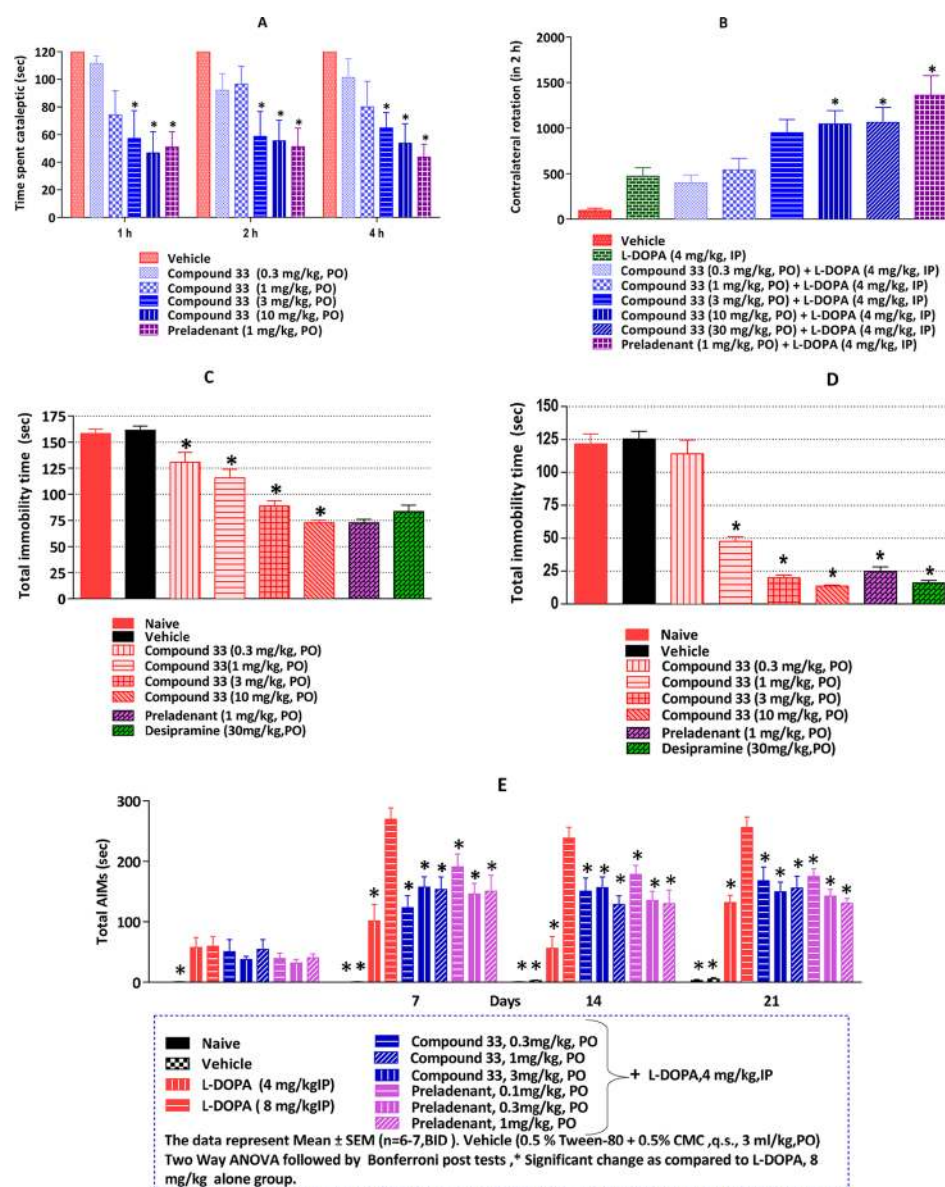 A
Time spent cataleptic (sec)
120
100
80
60
40
20
0
* * *
* * *
* * *
1 h 2 h 4 h
Vehicle
Compound 33 (0.3 mg/kg, PO)
Compound 33 (1 mg/kg, PO)
Compound 33 (3 mg/kg, PO)
Compound 33 (10 mg/kg, PO)
Preladenant (1 mg/kg, PO)
B
Contralateral rotation (in 2 h)
2000
1500
1000
500
0
* * *
Vehicle
L-DOPA (4 mg/kg, IP)
Compound 33 (0.3 mg/kg, PO) + L-DOPA (4 mg/kg, IP)
Compound 33 (1 mg/kg, PO) + L-DOPA (4 mg/kg, IP)
Compound 33 (3 mg/kg, PO) + L-DOPA (4 mg/kg, IP)
Compound 33 (10 mg/kg, PO) + L-DOPA (4 mg/kg, IP)
Compound 33 (30 mg/kg, PO) + L-DOPA (4 mg/kg, IP)
Preladenant (1 mg/kg, PO) + L-DOPA (4 mg/kg, IP)
C
Total immobility time (sec)
175
150
125
100
75
50
25
0
* * * *
Naive
Vehicle
Compound 33 (0.3 mg/kg, PO)
Compound 33(1 mg/kg, PO)
Compound 33 (3 mg/kg, PO)
Compound 33 (10 mg/kg, PO)
Preladenant (1 mg/kg, PO)
Desipramine (30mg/kg,PO)
D
Total immobility time (sec)
150
125
100
75
50
25
0
* * * * *
Naive
Vehicle
Compound 33 (0.3 mg/kg, PO)
Compound 33 (1 mg/kg, PO)
Compound 33 (3 mg/kg, PO)
Compound 33 (10 mg/kg, PO)
Preladenant (1 mg/kg, PO)
Desipramine (30mg/kg,PO)
E
Total AIMs (sec)
300
200
100
0
*
* * * * * * * * *
* * * * * * * * *
* * * * * * * * *
7 Days 14 21
Naive
Vehicle
L-DOPA (4 mg/kgIP)
L-DOPA ( 8 mg/kgIP)
Compound 33, 0.3mg/kg, PO
Compound 33, 1mg/kg, PO
Compound 33, 3mg/kg, PO
Preladenant, 0.1mg/kg, PO
Preladenant, 0.3mg/kg, PO
Preladenant, 1mg/kg, PO
+ L-DOPA,4 mg/kg,IP
The data represent Mean ± SEM (n=6-7,BID ). Vehicle (0.5 % Tween-80 + 0.5% CMC ,q.s., 3 ml/kg,PO)
Two Way ANOVA followed by Bonferroni post tests ,* Significant change as compared to L-DOPA, 8
mg/kg alone group.